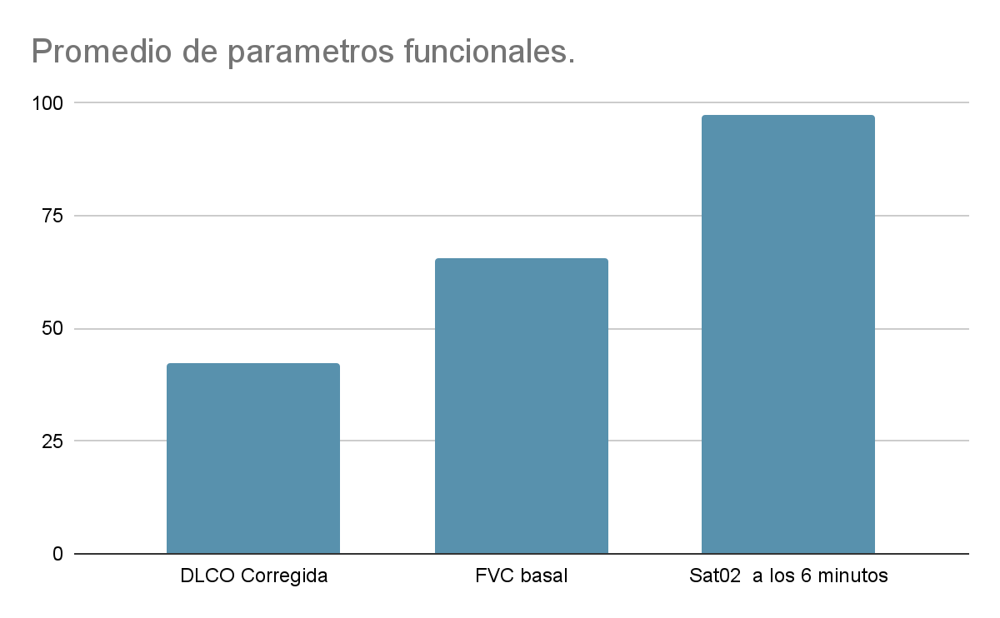 Promedio de parametros funcionales.
100
75
50
25
0
DLCO Corregida FVC basal Sat02  a los 6 minutos